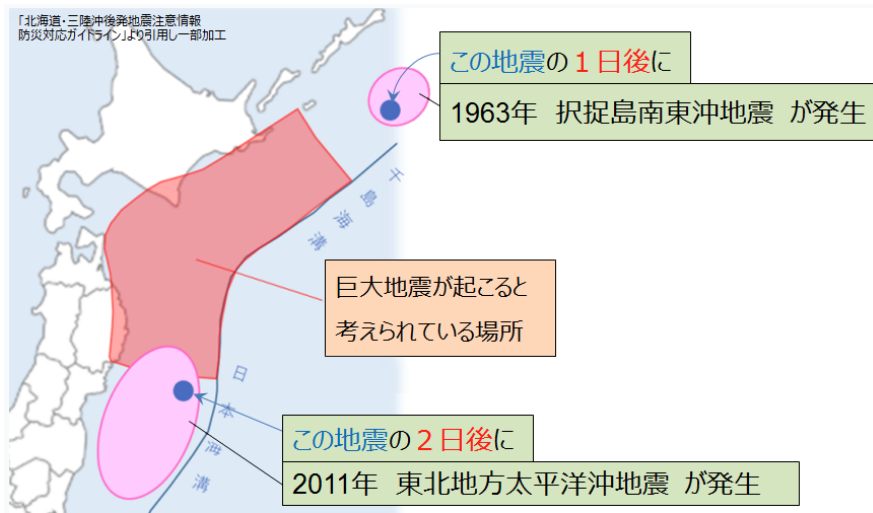 「北海道・三陸沖後発地震注意情報
防災対応ガイドライン」より引用し一部加工
この地震の１日後に
1963年 択捉島南東沖地震 が発生
千島海溝
巨大地震が起こると
考えられている場所
日本海溝
この地震の２日後に
2011年 東北地方太平洋沖地震 が発生